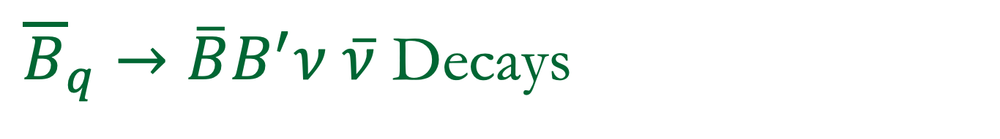 B̅_q → B̅B′ν ν̅ Decays